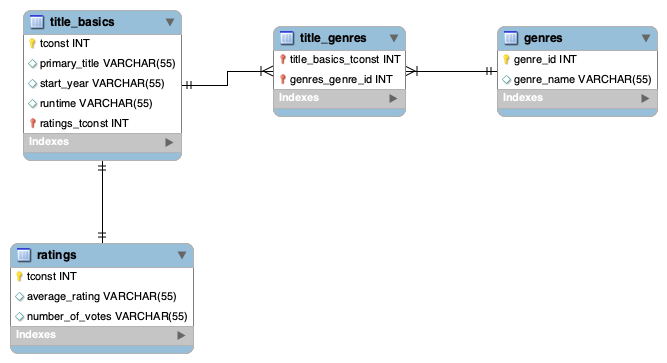 title_basics
tconst INT
primary_title VARCHAR(55)
start_year VARCHAR(55)
runtime VARCHAR(55)
ratings_tconst INT
Indexes
title_genres
title_basics_tconst INT
genres_genre_id INT
Indexes
genres
genre_id INT
genre_name VARCHAR(55)
Indexes
ratings
tconst INT
average_rating VARCHAR(55)
number_of_votes VARCHAR(55)
Indexes